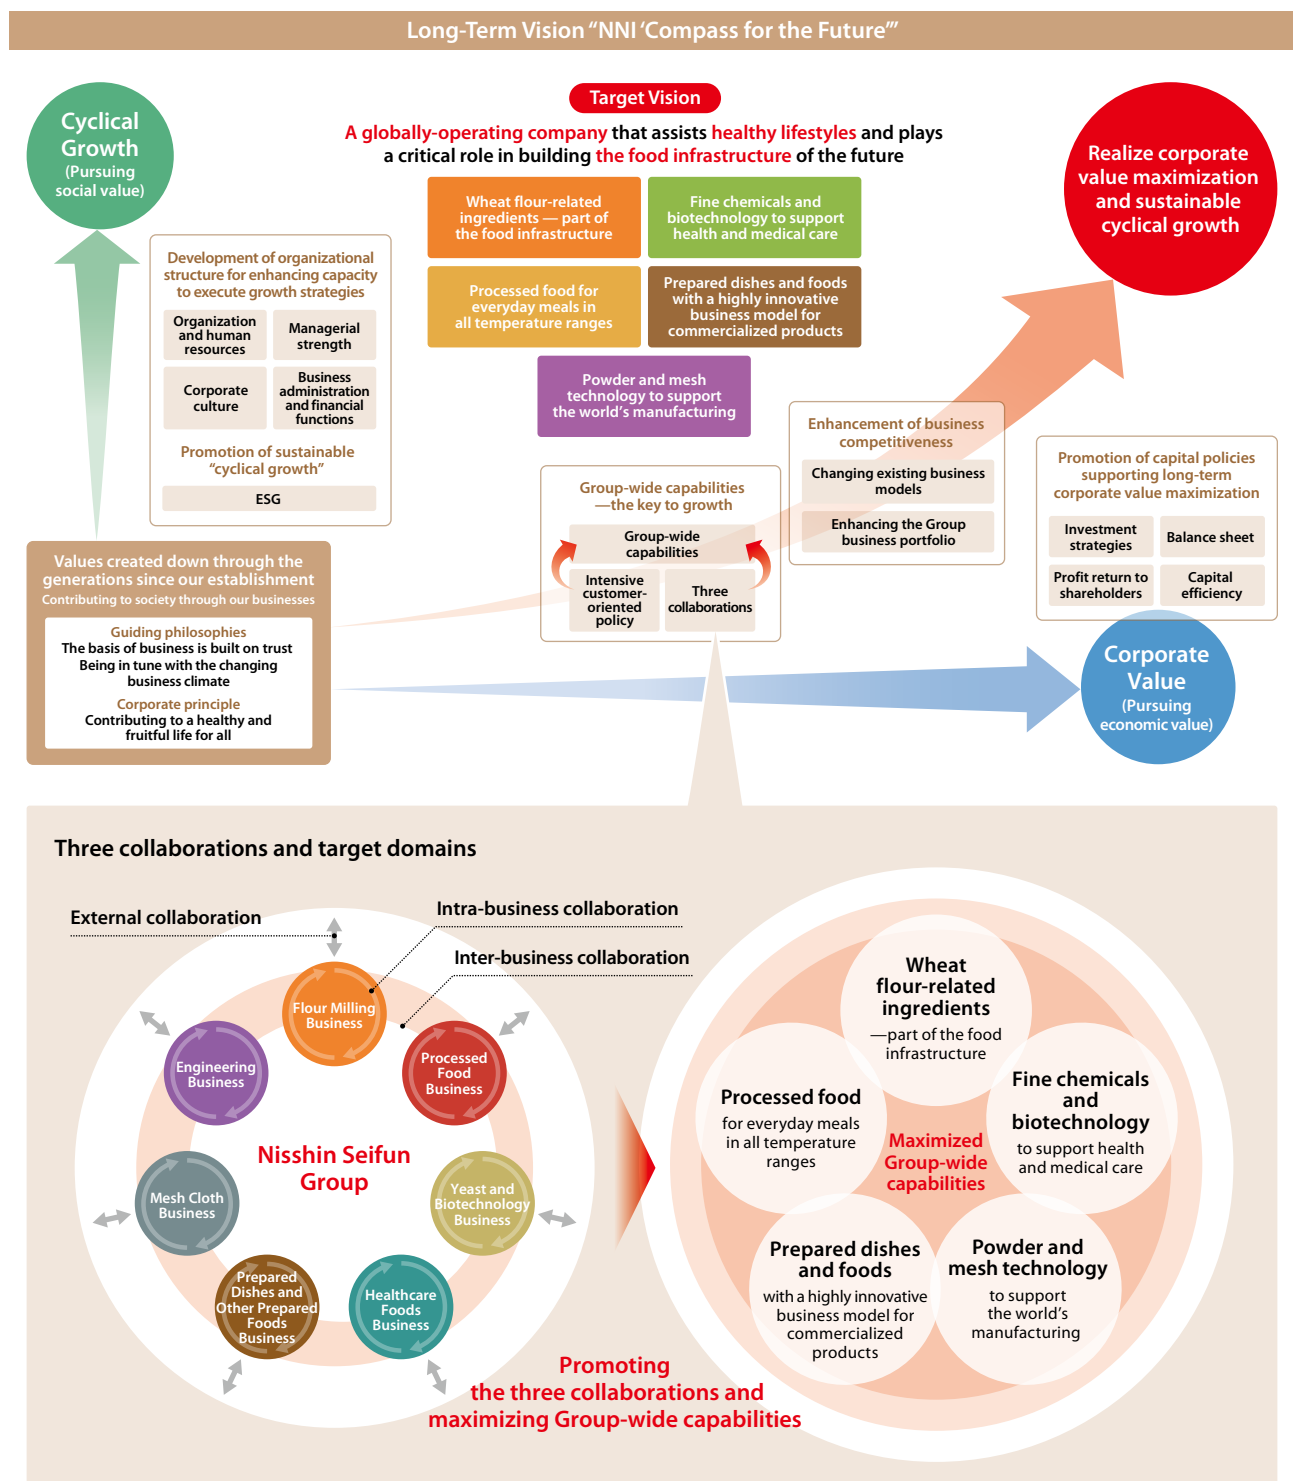 Long-Term Vision “NNI ‘Compass for the Future’”
Cyclical
Growth
(Pursuing
social value)
Target Vision
A globally-operating company that assists healthy lifestyles and plays
a critical role in building the food infrastructure of the future
Wheat flour-related
ingredients — part of
the food infrastructure
Fine chemicals and
biotechnology to support
health and medical care
Processed food for
everyday meals in
all temperature ranges
Prepared dishes and foods
with a highly innovative
business model for
commercialized products
Powder and mesh
technology to support
the world’s manufacturing
Realize corporate
value maximization
and sustainable
cyclical growth
Development of organizational
structure for enhancing capacity
to execute growth strategies
Organization
and human
resources
Managerial
strength
Corporate
culture
Business
administration
and financial
functions
Promotion of sustainable
“cyclical growth”
ESG
Group-wide capabilities
—the key to growth
Group-wide
capabilities
Intensive
customer-
oriented
policy
Three
collaborations
Enhancement of business
competitiveness
Changing existing business
models
Enhancing the Group
business portfolio
Promotion of capital policies
supporting long-term
corporate value maximization
Investment
strategies
Balance sheet
Profit return to
shareholders
Capital
efficiency
Values created down through the
generations since our establishment
Contributing to society through our businesses
Guiding philosophies
The basis of business is built on trust
Being in tune with the changing
business climate
Corporate principle
Contributing to a healthy and
fruitful life for all
Corporate
Value
(Pursuing
economic value)
Three collaborations and target domains
External collaboration
Intra-business collaboration
Inter-business collaboration
Flour Milling
Business
Processed
Food
Business
Yeast and
Biotechnology
Business
Healthcare
Foods
Business
Prepared
Dishes and
Other Prepared
Foods
Business
Mesh Cloth
Business
Engineering
Business
Nisshin Seifun
Group
Wheat
flour-related
ingredients
—part of the food
infrastructure
Fine chemicals
and
biotechnology
to support health
and medical care
Processed food
for everyday meals
in all temperature
ranges
Maximized
Group-wide
capabilities
Prepared dishes
and foods
with a highly innovative
business model for
commercialized
products
Powder and
mesh technology
to support
the world’s
manufacturing
Promoting
the three collaborations and
maximizing Group-wide capabilities